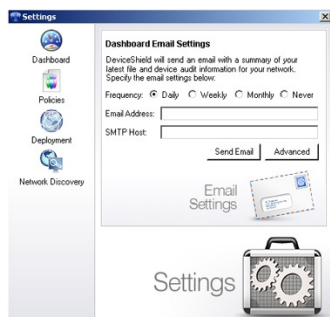 Settings
Dashboard
Policies
Deployment
Network Discovery
Dashboard Email Settings
DeviceShield will send an email with a summary of your
latest file and device audit information for your network.
Specify the email settings below:
Frequency: Daily Weekly Monthly Never
Email Address:
SMTP Host:
Send Email Advanced
Email
Settings
Settings